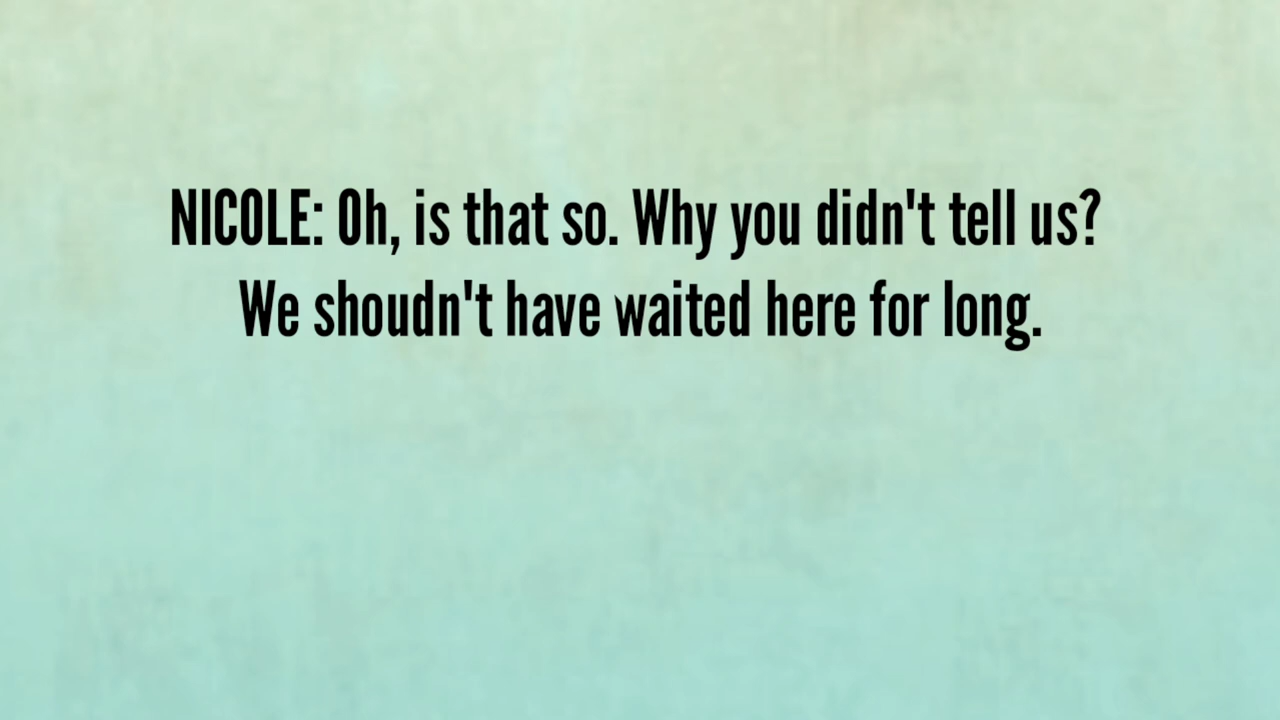 NICOLE: Oh, is that so. Why you didn't tell us?
We shoudn't have waited here for long.